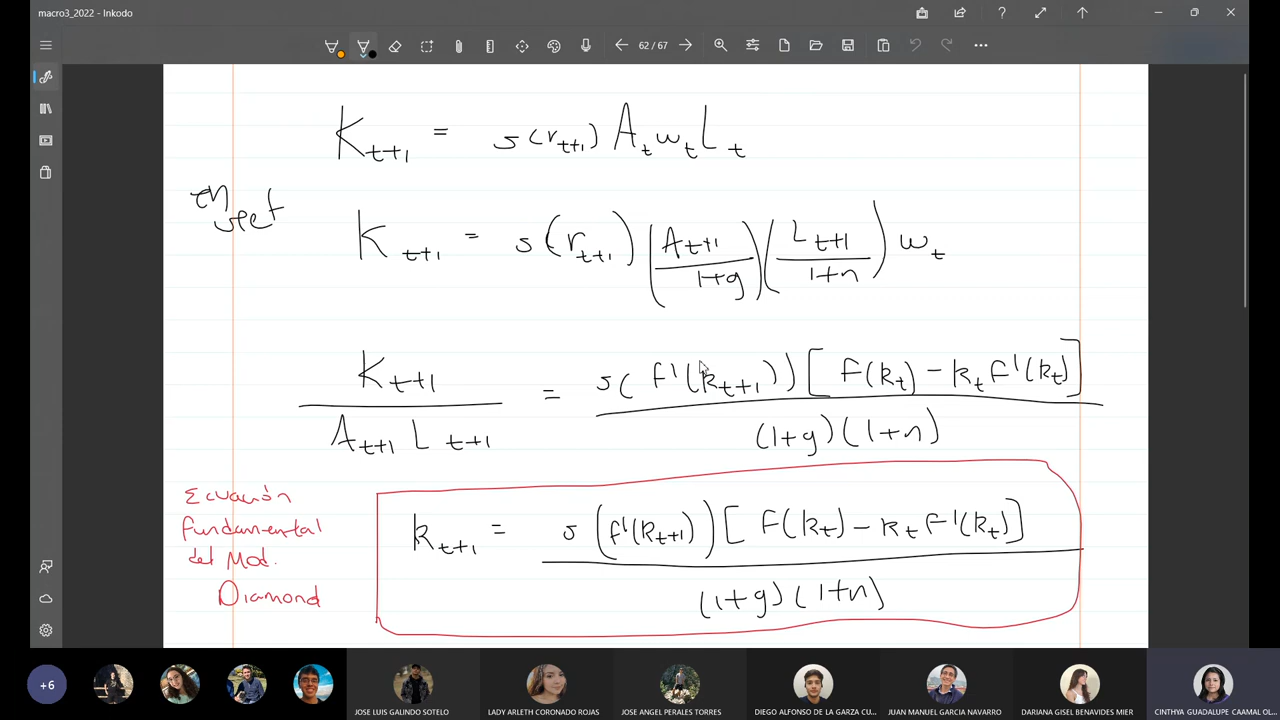 macro3_2022 - Inkodo
62 / 67
K_{t+1} = s(r_{t+1}) A_t w_t L_t
K_{t+1} = s(r_{t+1}) (A_{t+1}/1+g) (L_{t+1}/1+n) w_t
K_{t+1}/A_{t+1} L_{t+1} = s(f'(k_{t+1})) [f(k_t) - k_t f'(k_t)]/(1+g)(1+n)
Ecuación
fundamental
del Mod.
Diamond
k_{t+1} = s(f'(k_{t+1})) [f(k_t) - k_t f'(k_t)]/(1+g)(1+n)
+6
JOSE LUIS GALINDO SOTELO
LADY ARLETH CORONADO ROJAS
JOSE ANGEL PERALES TORRES
DIEGO ALFONSO DE LA GARZA CU...
JUAN MANUEL GARCIA NAVARRO
DARIANA GISEL BENAVIDES MIER
CINTHYA GUADALUPE CAAMAL OL...